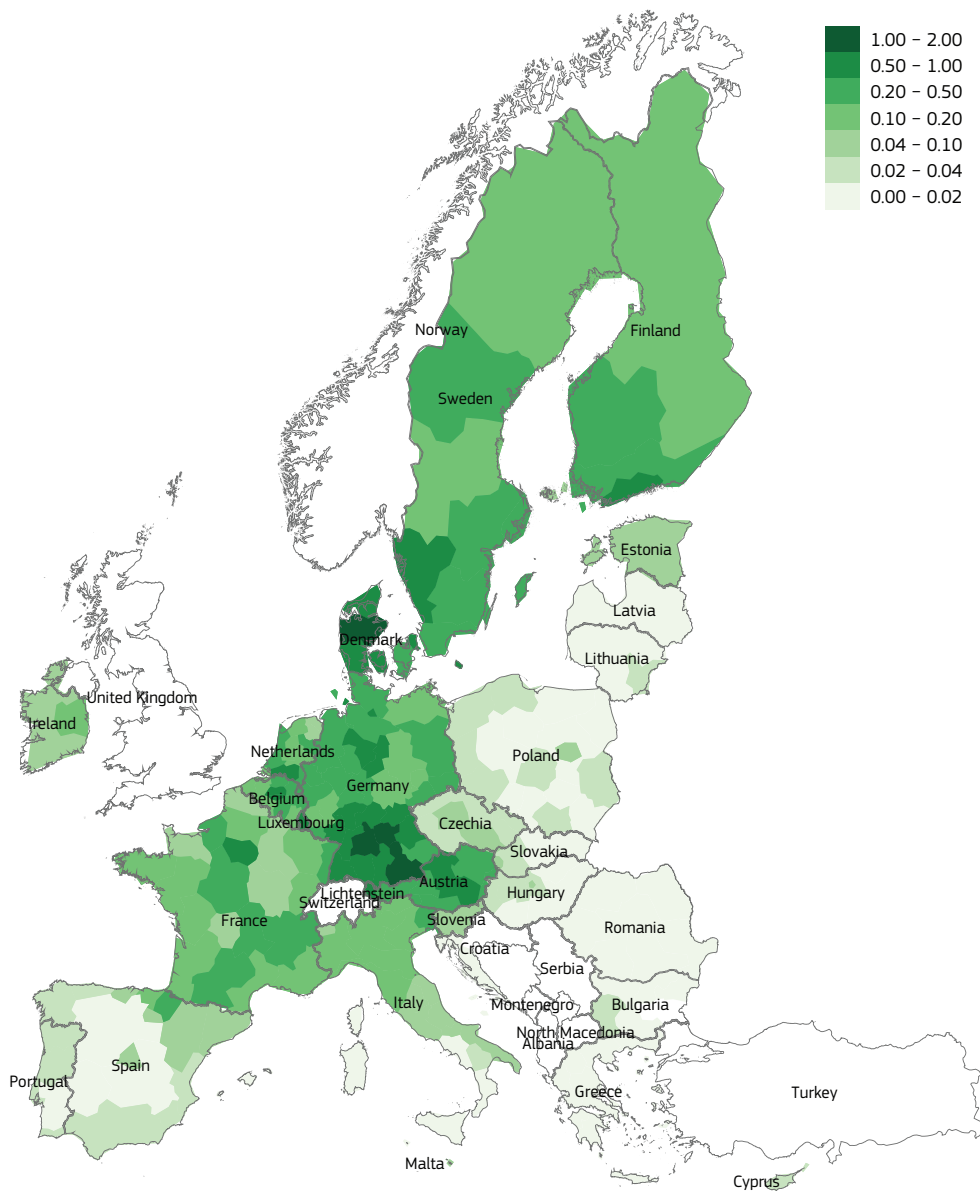 1.00 – 2.00
0.50 – 1.00
0.20 – 0.50
0.10 – 0.20
0.04 – 0.10
0.02 – 0.04
0.00 – 0.02
Norway
Finland
Sweden
Estonia
Latvia
Denmark
Lithuania
United Kingdom
Ireland
Netherlands
Poland
Germany
Belgium
Luxembourg
Czechia
Slovakia
Austria
Lichtenstein
Hungary
Switzerland
France
Slovenia
Romania
Croatia
Serbia
Italy
Montenegro
Bulgaria
North Macedonia
Albania
Spain
Portugal
Greece
Turkey
Malta
Cyprus